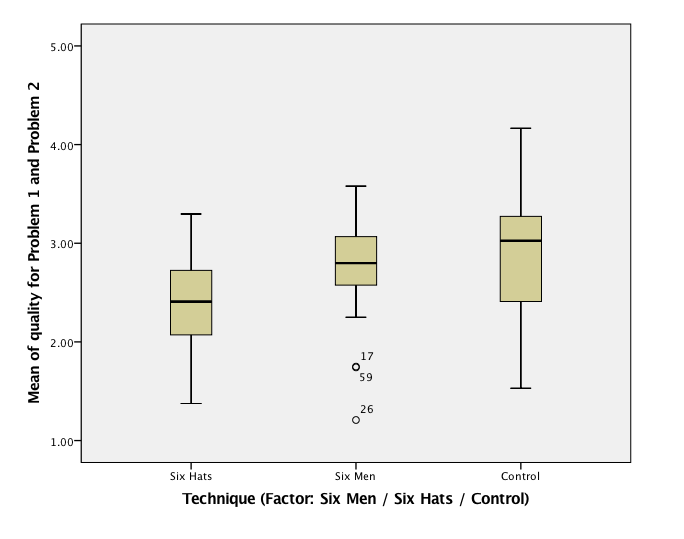 Mean of quality for Problem 1 and Problem 2
5.00
4.00
3.00
2.00
1.00
17
59
26
Six Hats Six Men Control
Technique (Factor: Six Men / Six Hats / Control)